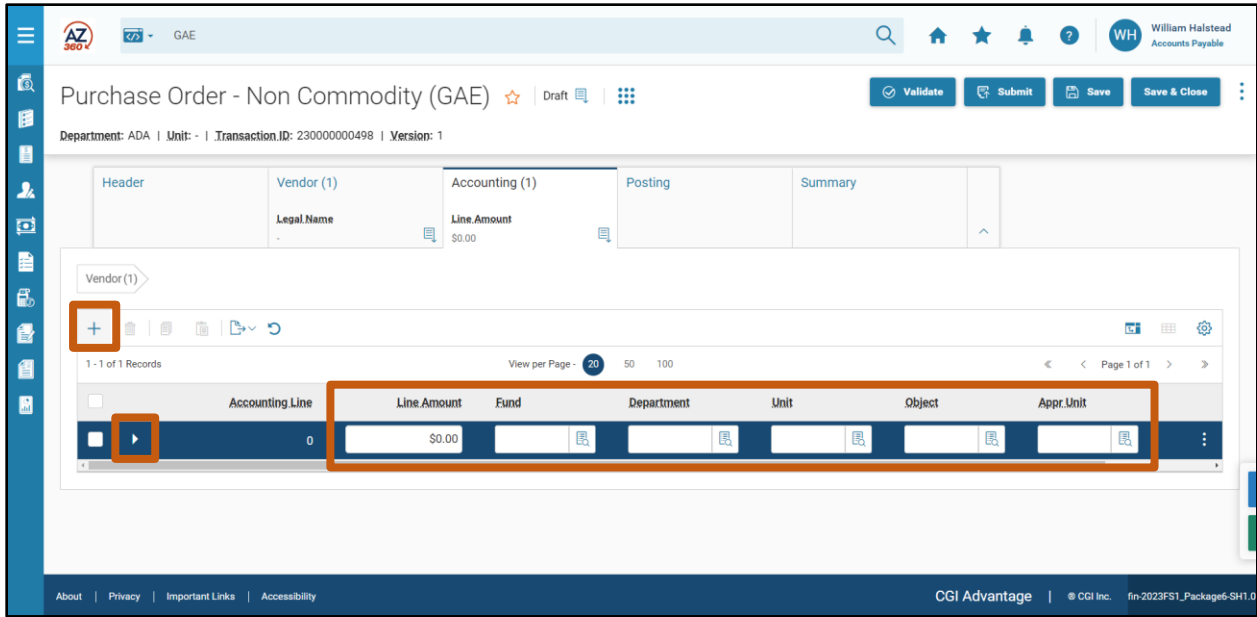 AZ
360
GAE
William Halstead
WH
Accounts Payable
Purchase Order - Non Commodity (GAE)
Draft
Validate
Submit
Save
Save & Close
Department: ADA | Unit: - | Transaction ID: 230000000498 | Version: 1
Header
Vendor (1)
Accounting (1)
Posting
Summary
Legal Name
Line Amount
-
$0.00
Vendor (1)
1 - 1 of 1 Records
View per Page - 20 50 100
Page 1 of 1
Accounting Line Line Amount Fund Department Unit Object Appr Unit
0 $0.00
About | Privacy | Important Links | Accessibility
CGI Advantage | © CGI Inc. fin-2023FS1_Package6-SH1.0